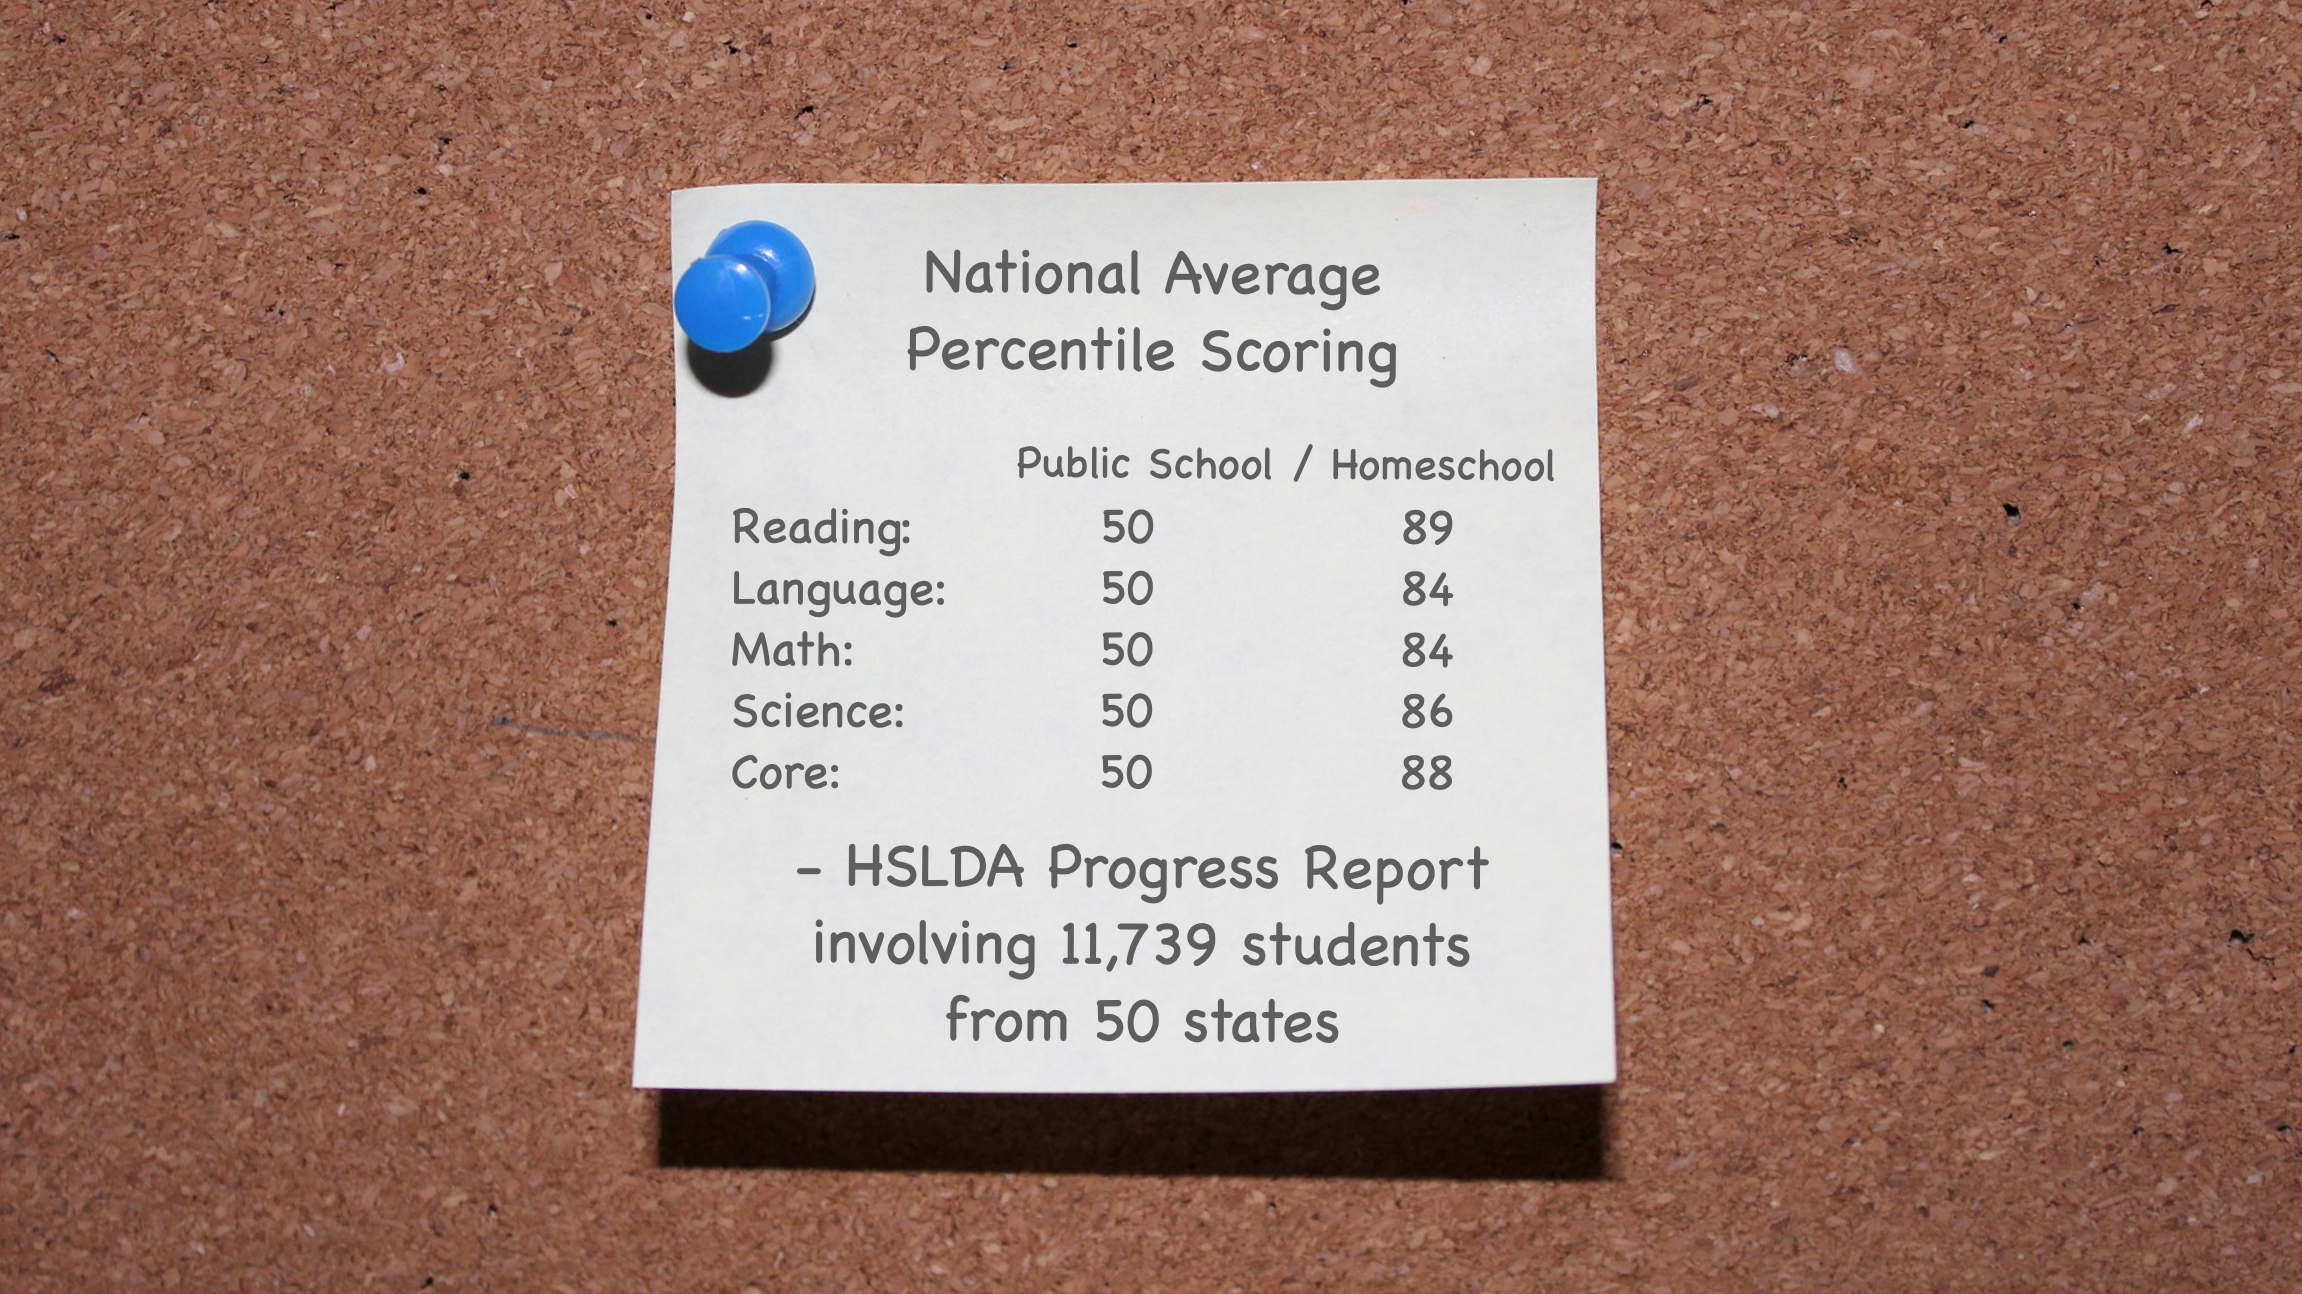 National Average
Percentile Scoring
Public School / Homeschool
Reading: 50 89
Language: 50 84
Math: 50 84
Science: 50 86
Core: 50 88
– HSLDA Progress Report
involving 11,739 students
from 50 states